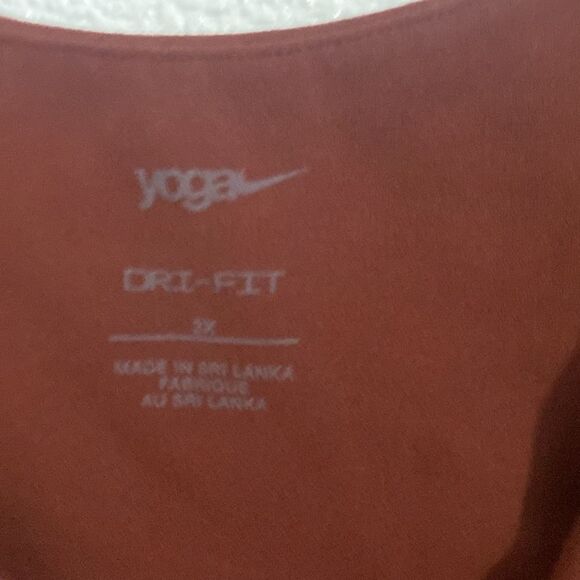 yoga
DRI-FIT
2X
MADE IN SRI LANKA
FABRIQUE
AU SRI LANKA